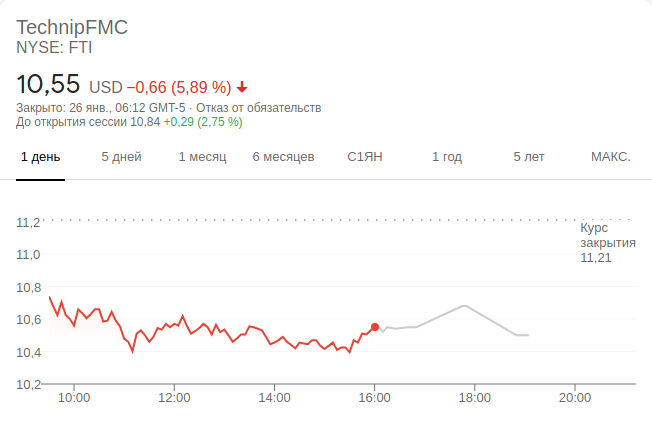 TechnipFMC
NYSE: FTI
10,55 USD −0,66 (5,89 %)
Закрыто: 26 янв., 06:12 GMT-5 · Отказ от обязательств
До открытия сессии 10,84 +0,29 (2,75 %)
1 день 5 дней 1 месяц 6 месяцев С1ЯН 1 год 5 лет МАКС.
11,2
Курс
закрытия
11,21
11,0
10,8
10,6
10,4
10,2
10:00 12:00 14:00 16:00 18:00 20:00